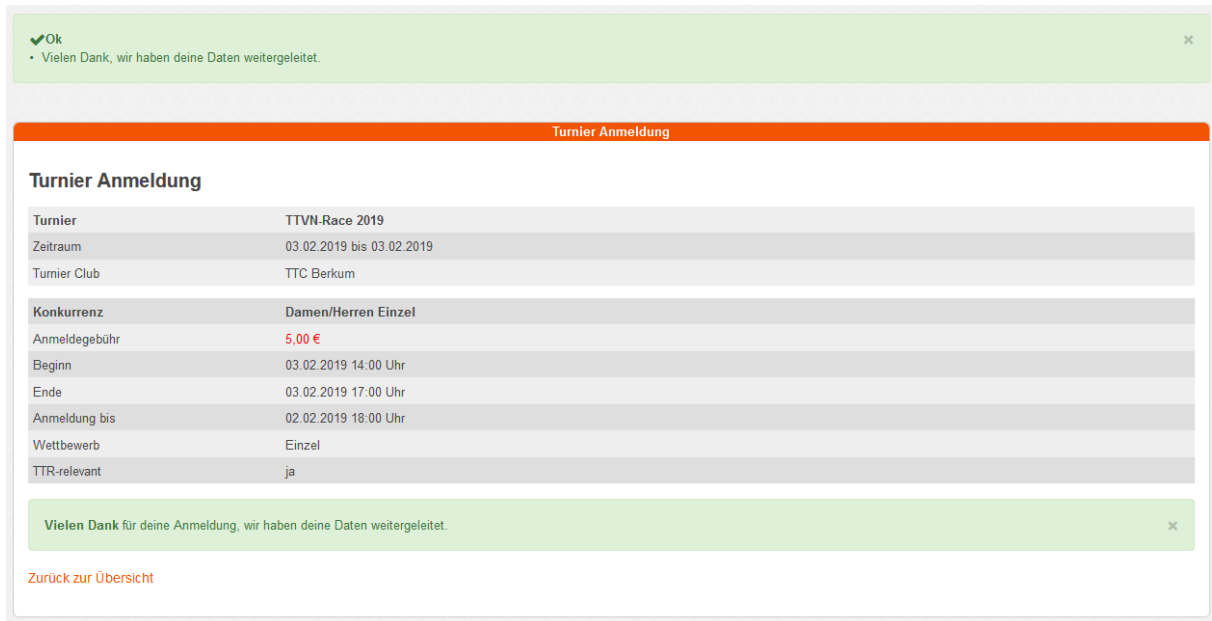 ✔Ok
• Vielen Dank, wir haben deine Daten weitergeleitet.
×
Turnier Anmeldung
Turnier Anmeldung
Turnier TTVN-Race 2019
Zeitraum 03.02.2019 bis 03.02.2019
Turnier Club TTC Berkum
Konkurrenz Damen/Herren Einzel
Anmeldegebühr 5,00 €
Beginn 03.02.2019 14:00 Uhr
Ende 03.02.2019 17:00 Uhr
Anmeldung bis 02.02.2019 18:00 Uhr
Wettbewerb Einzel
TTR-relevant ja
Vielen Dank für deine Anmeldung, wir haben deine Daten weitergeleitet. ×
Zurück zur Übersicht